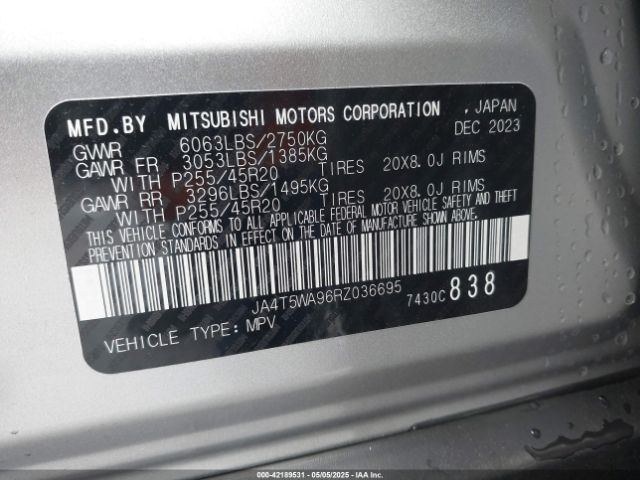 MFD.BY MITSUBISHI MOTORS CORPORATION , JAPAN
DEC 2023
GVWR 6063LBS/2750KG
GAWR FR 3053LBS/1385KG
WITH P255/45R20 TIRES 20X8.0J RIMS
GAWR RR 3296LBS/1495KG
WITH P255/45R20 TIRES 20X8.0J RIMS
THIS VEHICLE CONFORMS TO ALL APPLICABLE FEDERAL MOTOR VEHICLE SAFETY AND THEFT
PREVENTION STANDARDS IN EFFECT ON THE DATE OF MANUFACTURE SHOWN ABOVE.
JA4T5WA96RZ036695 7430C 838
VEHICLE TYPE: MPV
000-42189531 - 05/05/2025 - COPYRIGHT IAA, LLC.